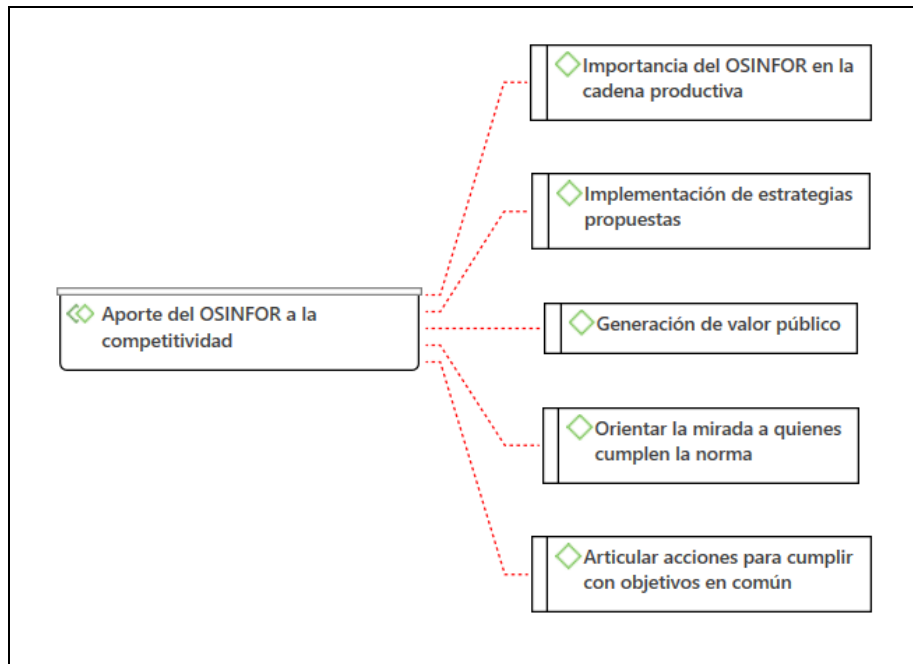 Importancia del OSINFOR en la
cadena productiva
Implementación de estrategias
propuestas
Aporte del OSINFOR a la
competitividad
Generación de valor público
Orientar la mirada a quienes
cumplen la norma
Articular acciones para cumplir
con objetivos en común